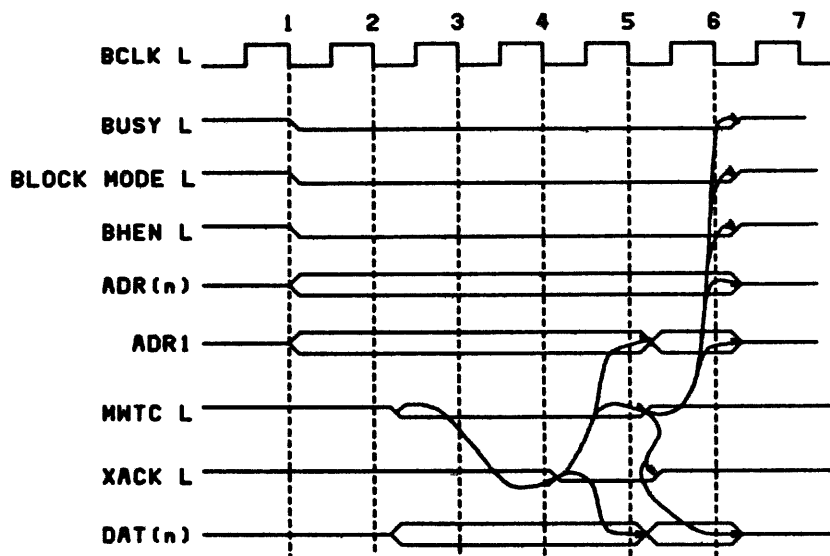 1 2 3 4 5 6 7
BCLK L
BUSY L
BLOCK MODE L
BHEN L
ADR(n)
ADR1
MWTC L
XACK L
DAT(n)